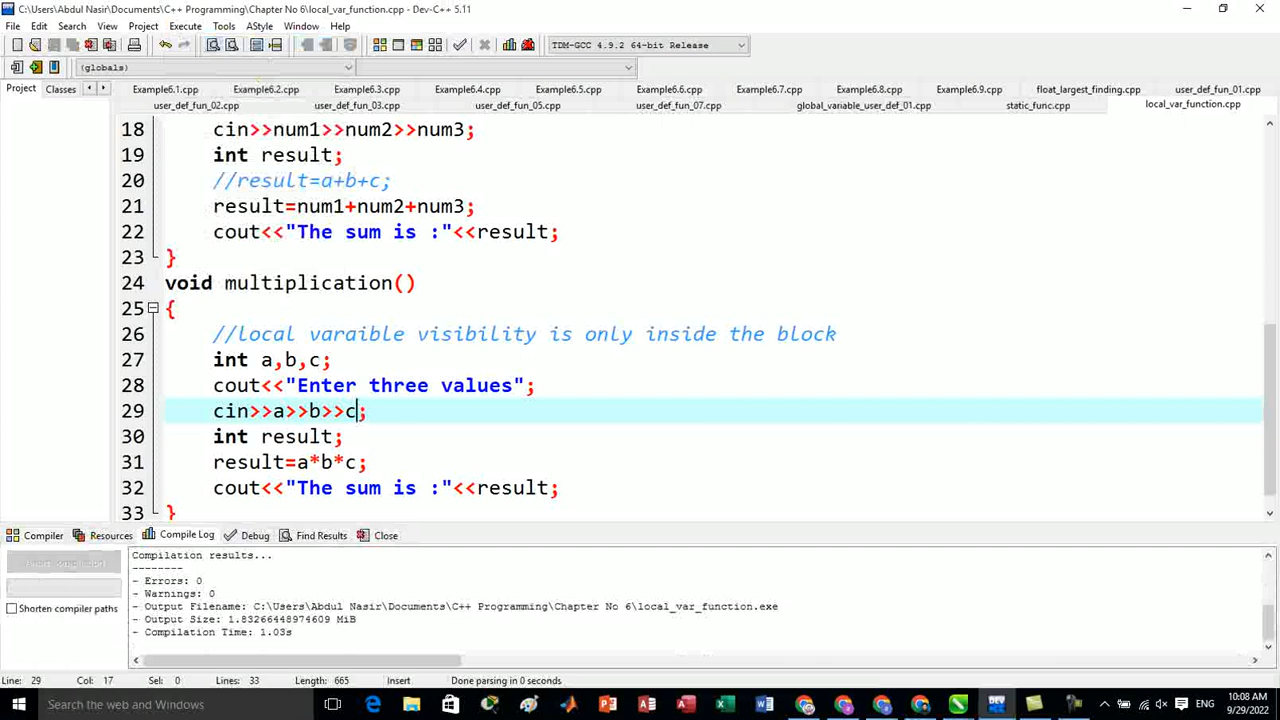 C:\Users\Abdul Nasir\Documents\C++ Programming\Chapter No 6\local_var_function.cpp - Dev-C++ 5.11
File Edit Search View Project Execute Tools AStyle Window Help
TDM-GCC 4.9.2 64-bit Release
(globals)
Project Classes
Example6.1.cpp Example6.2.cpp Example6.3.cpp Example6.4.cpp Example6.5.cpp Example6.6.cpp Example6.7.cpp Example6.8.cpp Example6.9.cpp float_largest_finding.cpp user_def_fun_01.cpp
user_def_fun_02.cpp user_def_fun_03.cpp user_def_fun_05.cpp user_def_fun_07.cpp global_variable_user_def_01.cpp static_func.cpp local_var_function.cpp
18 cin>>num1>>num2>>num3;
19 int result;
20 //result=a+b+c;
21 result=num1+num2+num3;
22 cout<<"The sum is :"<<result;
23 }
24 void multiplication()
25 {
26 //local varaible visibility is only inside the block
27 int a,b,c;
28 cout<<"Enter three values";
29 cin>>a>>b>>c;
30 int result;
31 result=a*b*c;
32 cout<<"The sum is :"<<result;
33 }
Compiler Resources Compile Log Debug Find Results Close
Compilation results...
--------
- Errors: 0
- Warnings: 0
- Output Filename: C:\Users\Abdul Nasir\Documents\C++ Programming\Chapter No 6\local_var_function.exe
- Output Size: 1.83266448974609 MiB
- Compilation Time: 1.03s
Shorten compiler paths
Line: 29 Col: 17 Sel: 0 Lines: 33 Length: 665 Insert Done parsing in 0 seconds
Search the web and Windows
ENG
10:08 AM
9/29/2022